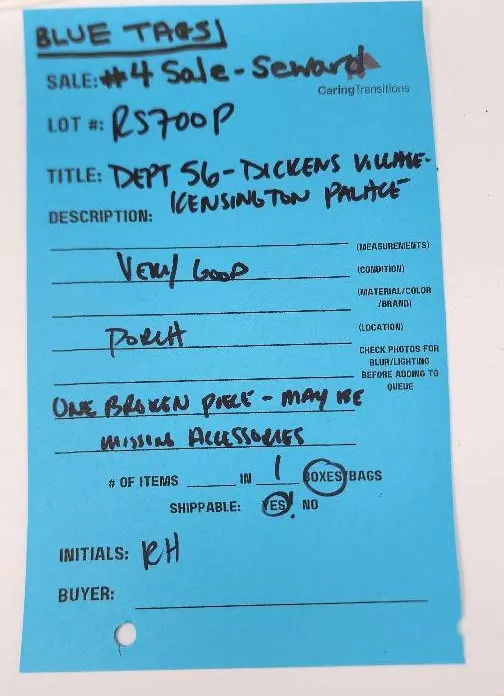 BLUE TAGS
SALE: #4 Sale - Seward
CaringTransitions
LOT #: RS700P
TITLE: DEPT 56 - DICKENS VILLAGE -
KENSINGTON PALACE
DESCRIPTION:
(MEASUREMENTS)
VERY GOOD (CONDITION)
(MATERIAL/COLOR
/BRAND)
PORCH (LOCATION)
CHECK PHOTOS FOR
BLUR/LIGHTING
BEFORE ADDING TO
QUEUE
ONE BROKEN PIECE - MAY BE
MISSING ACCESSORIES
# OF ITEMS ____ IN 1 BOXES/BAGS
SHIPPABLE: YES! NO
INITIALS: RH
BUYER: